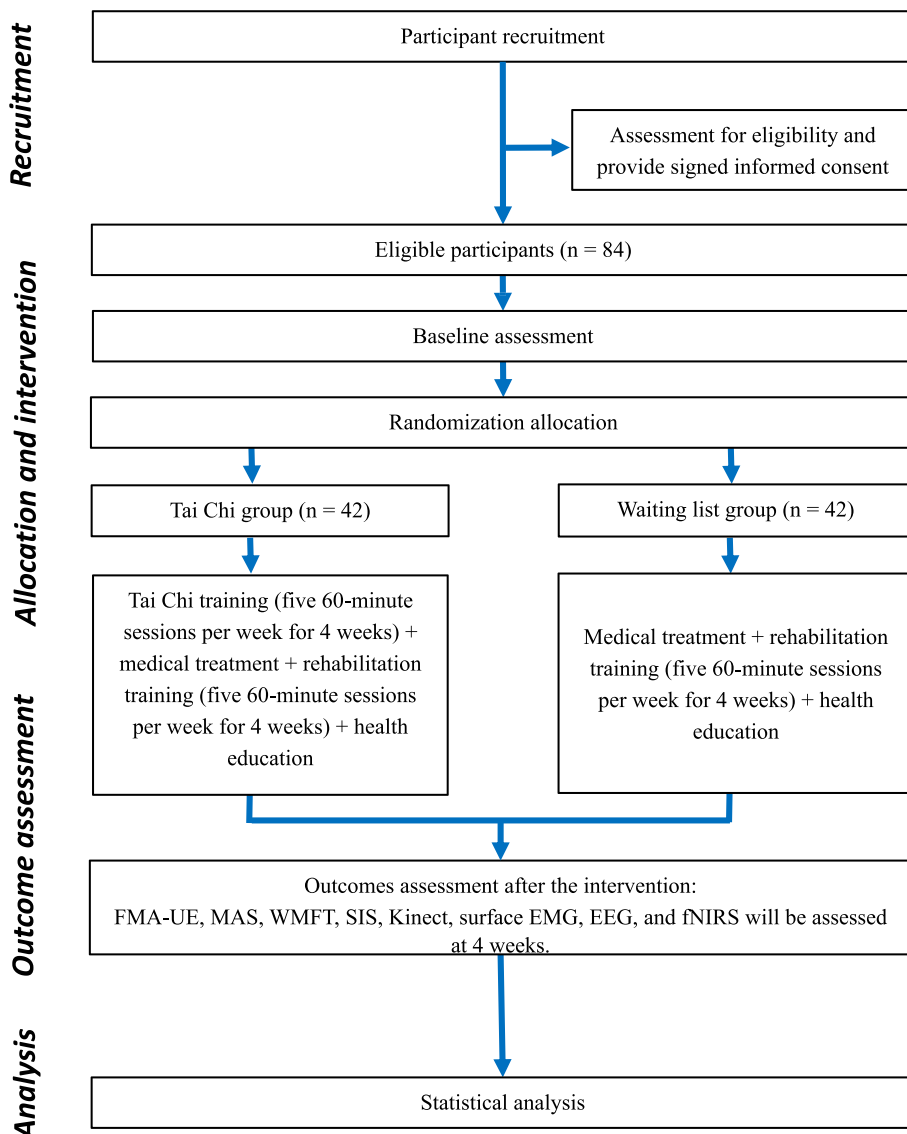 Recruitment
Participant recruitment
Assessment for eligibility and
provide signed informed consent
Allocation and intervention
Eligible participants (n = 84)
Baseline assessment
Randomization allocation
Tai Chi group (n = 42)
Waiting list group (n = 42)
Tai Chi training (five 60-minute
sessions per week for 4 weeks) +
medical treatment + rehabilitation
training (five 60-minute sessions
per week for 4 weeks) + health
education
Medical treatment + rehabilitation
training (five 60-minute sessions
per week for 4 weeks) + health
education
Outcome assessment
Outcomes assessment after the intervention:
FMA-UE, MAS, WMFT, SIS, Kinect, surface EMG, EEG, and fNIRS will be assessed
at 4 weeks.
Analysis
Statistical analysis